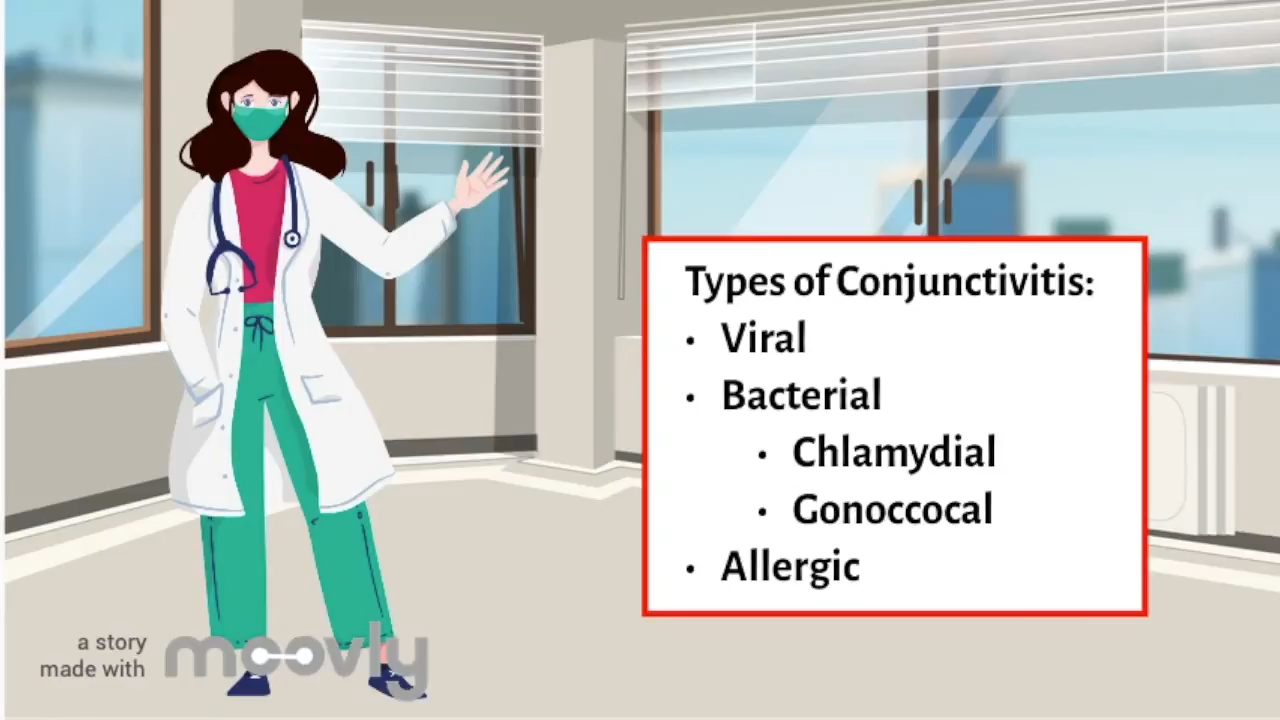 Types of Conjunctivitis:
• Viral
• Bacterial
• Chlamydial
• Gonoccocal
• Allergic
a story
made with
moovly